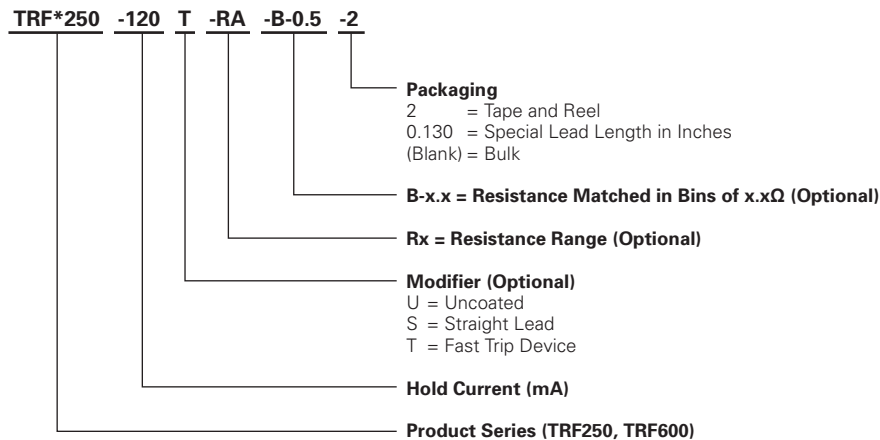 TRF*250 -120 T -RA -B-0.5 -2
Packaging
2 = Tape and Reel
0.130 = Special Lead Length in Inches
(Blank) = Bulk
B-x.x = Resistance Matched in Bins of x.xΩ (Optional)
Rx = Resistance Range (Optional)
Modifier (Optional)
U = Uncoated
S = Straight Lead
T = Fast Trip Device
Hold Current (mA)
Product Series (TRF250, TRF600)